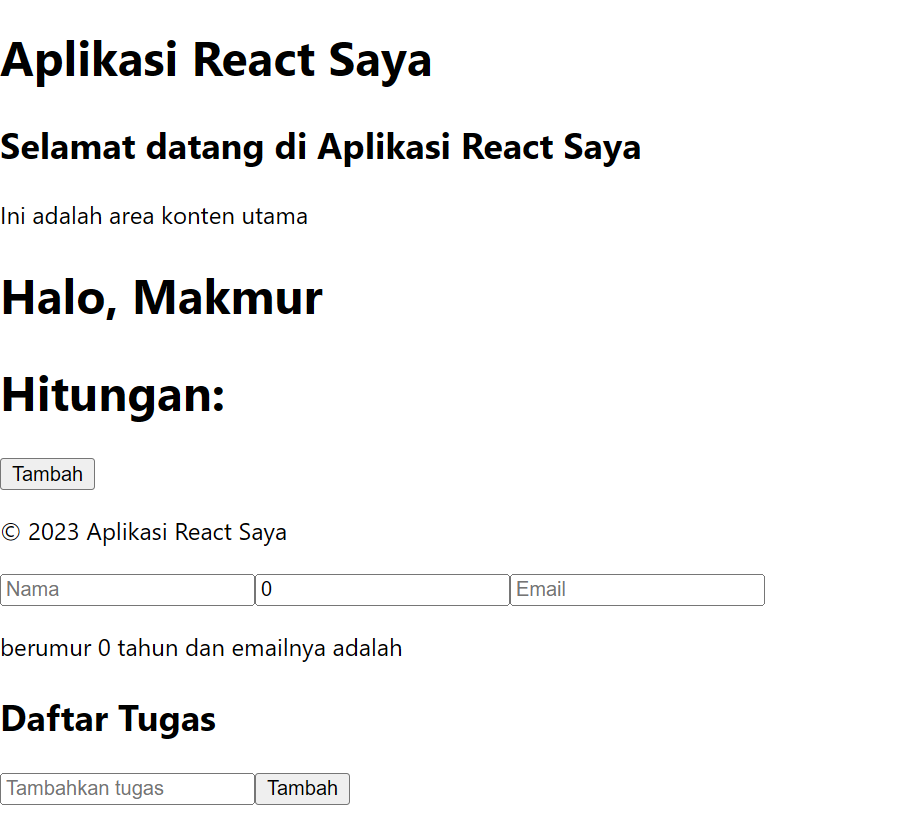 Aplikasi React Saya
Selamat datang di Aplikasi React Saya
Ini adalah area konten utama
Halo, Makmur
Hitungan:
Tambah
© 2023 Aplikasi React Saya
Nama 0 Email
berumur 0 tahun dan emailnya adalah
Daftar Tugas
Tambahkan tugas Tambah